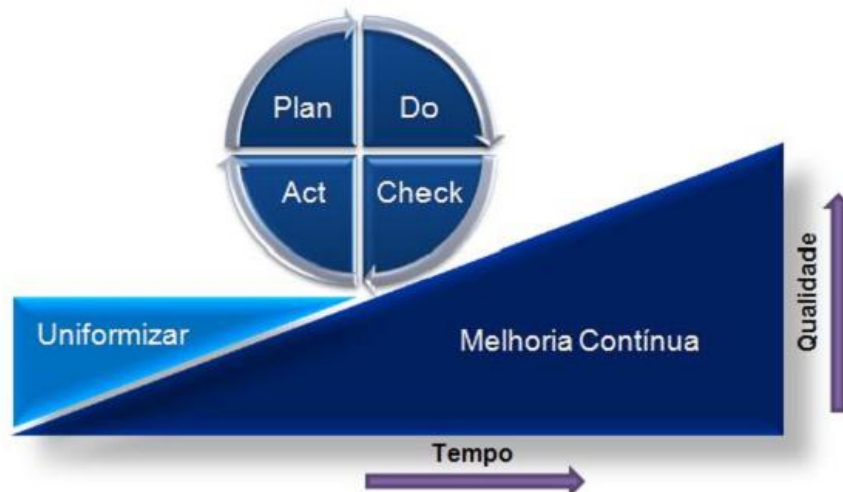 Plan
Do
Act
Check
Uniformizar
Melhoria Contínua
Qualidade
Tempo